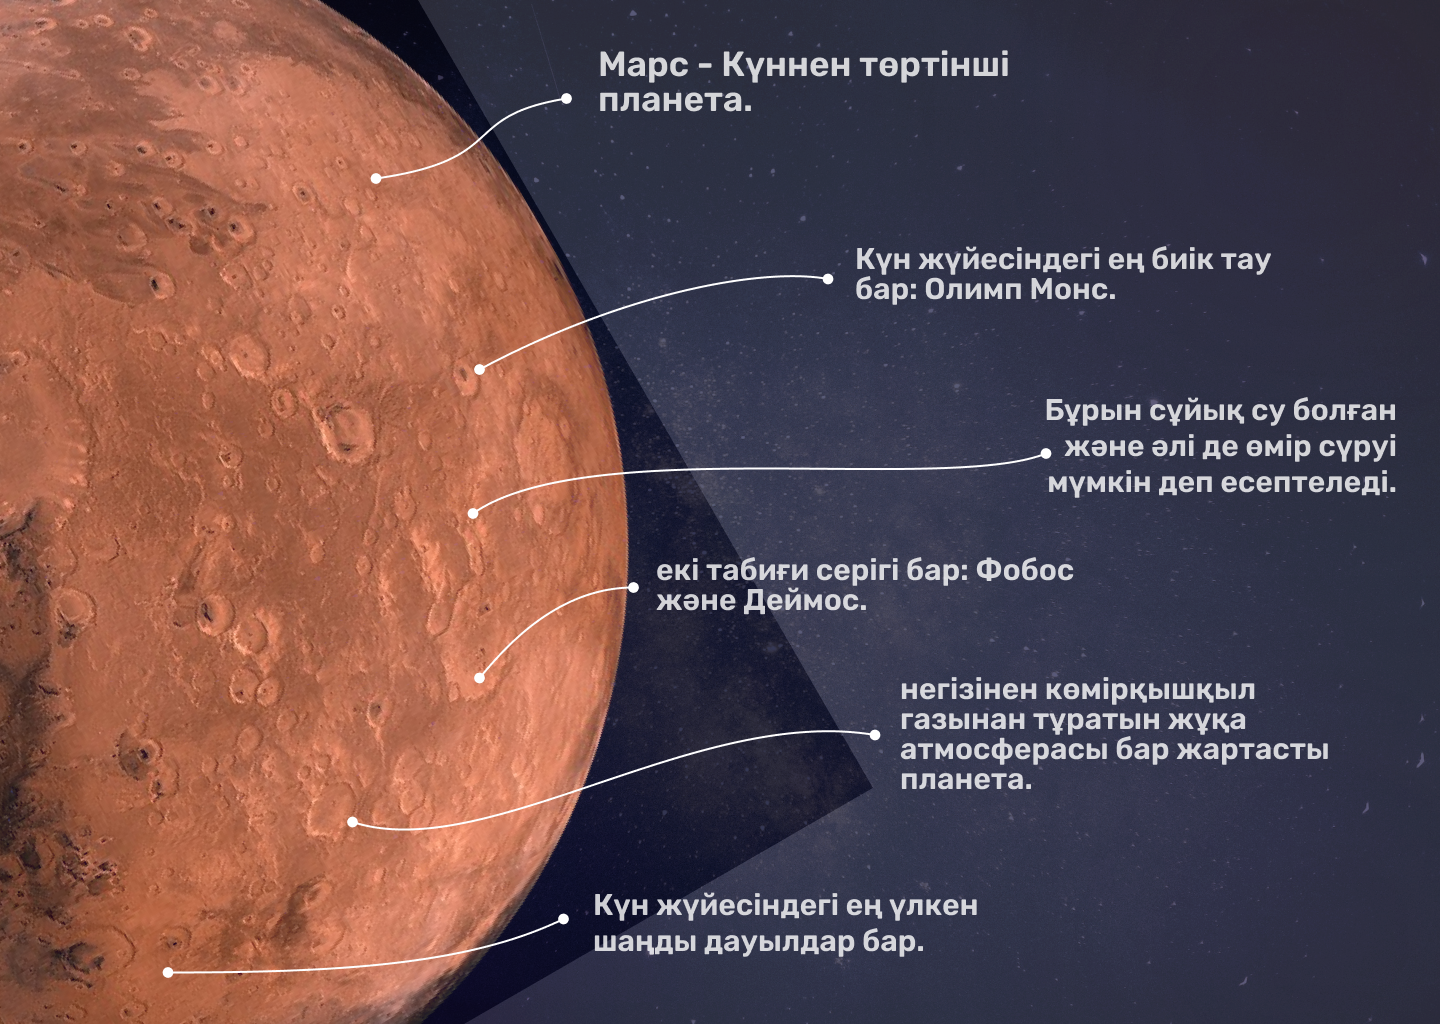 Марс - Күннен төртінші
планета.
Күн жүйесіндегі ең биік тау
бар: Олимп Монс.
Бұрын сұйық су болған
және әлі де өмір сүруі
мүмкін деп есептеледі.
екі табиғи серігі бар: Фобос
және Деймос.
негізінен көмірқышқыл
газынан тұратын жұқа
атмосферасы бар жартасты
планета.
Күн жүйесіндегі ең үлкен
шаңды дауылдар бар.